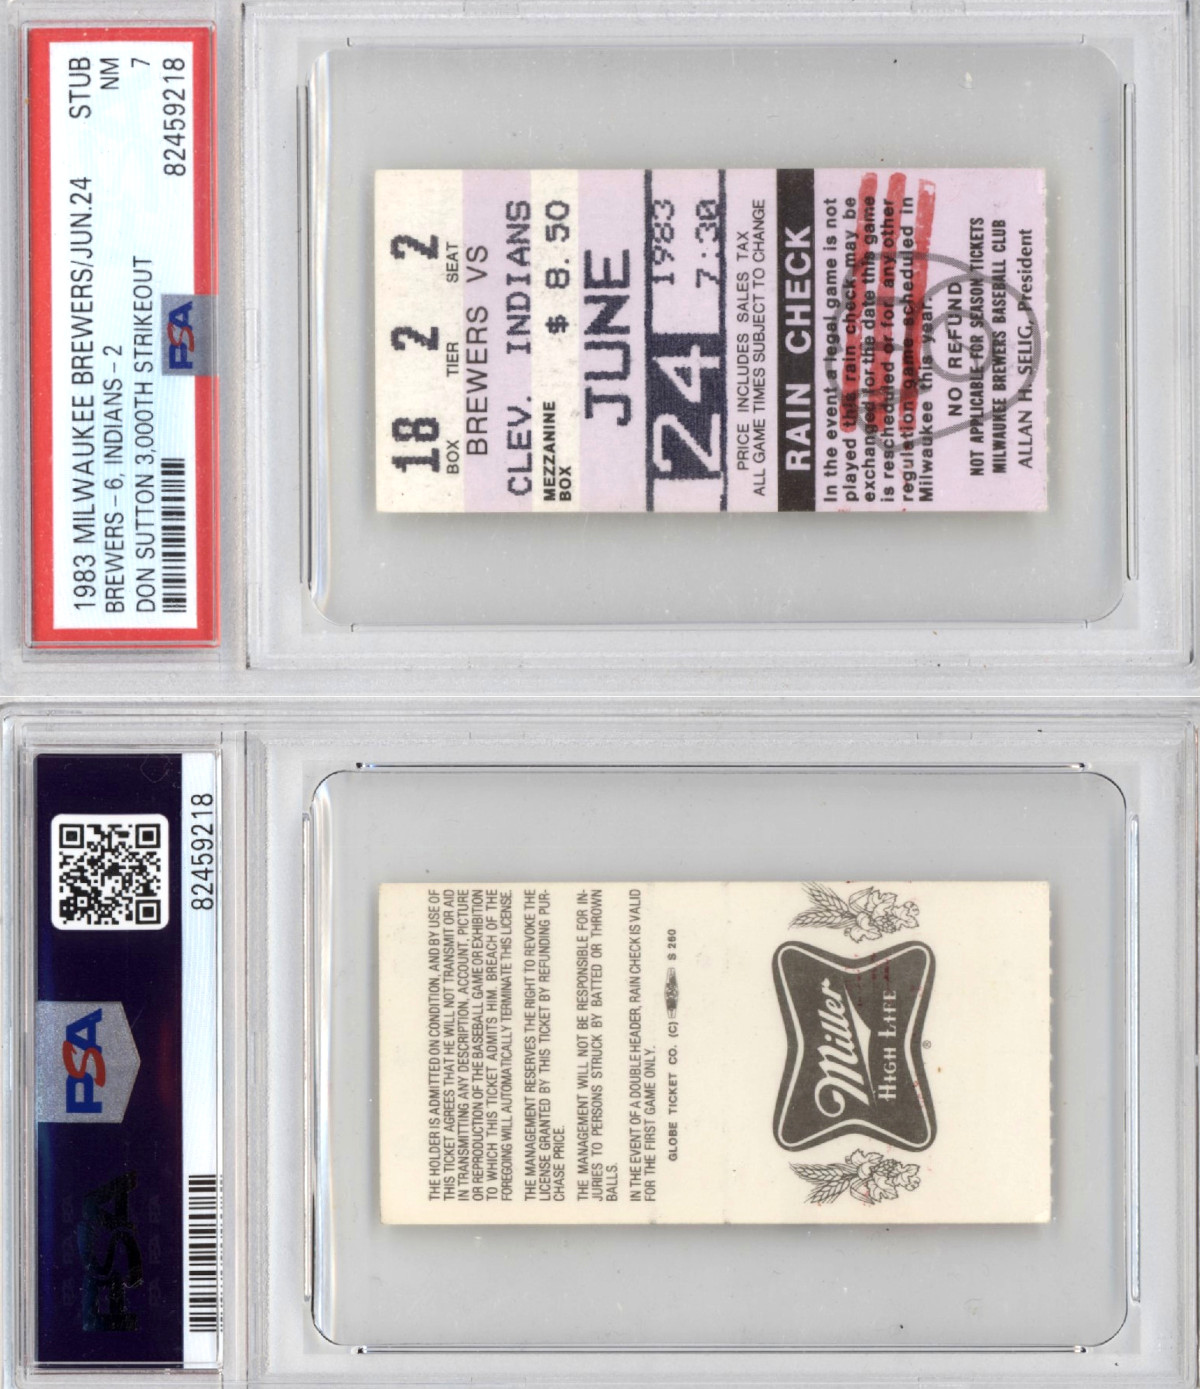 1983 MILWAUKEE BREWERS/JUN.24 STUB
BREWERS-6, INDIANS-2 NM
DON SUTTON 3,000TH STRIKEOUT 7
82459218
PSA
18 2 2
BOX TIER SEAT
BREWERS VS
CLEV. INDIANS
MEZZANINE
BOX
$ 8.50
JUNE
24
1983
7:30
PRICE INCLUDES SALES TAX
ALL GAME TIMES SUBJECT TO CHANGE
RAIN CHECK
In the event a legal game is not
played this rain check may be
exchanged for the date this game
is rescheduled or for any other
regulation game scheduled in
Milwaukee this year.
NO REFUND
NOT APPLICABLE FOR SEASON TICKETS
MILWAUKEE BREWERS BASEBALL CLUB
ALLAN H. SELIG, President
82459218
PSA
PSA
THE HOLDER IS ADMITTED ON CONDITION, AND BY USE OF
THIS TICKET AGREES THAT HE WILL NOT TRANSMIT OR AID
IN TRANSMITTING ANY DESCRIPTION, ACCOUNT, PICTURE
OR REPRODUCTION OF THE BASEBALL GAME OR EXHIBITION
TO WHICH THIS TICKET ADMITS HIM. BREACH OF THE
FOREGOING WILL AUTOMATICALLY TERMINATE THIS LICENSE.
THE MANAGEMENT RESERVES THE RIGHT TO REVOKE THE
LICENSE GRANTED BY THIS TICKET BY REFUNDING PUR-
CHASE PRICE.
THE MANAGEMENT WILL NOT BE RESPONSIBLE FOR IN-
JURIES TO PERSONS STRUCK BY BATTED OR THROWN
BALLS.
IN THE EVENT OF A DOUBLE HEADER, RAIN CHECK IS VALID
FOR THE FIRST GAME ONLY.
GLOBE TICKET CO. (C) S 260
Miller
HIGH LIFE
®